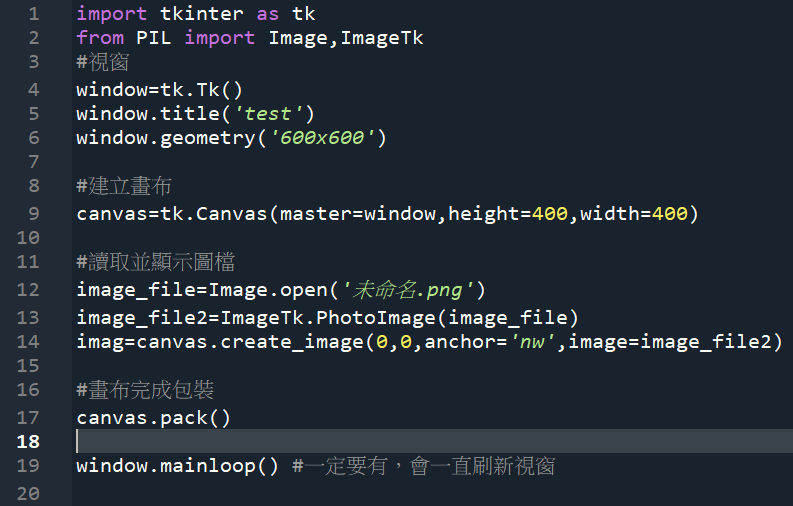 1 import tkinter as tk
2 from PIL import Image,ImageTk
3 #視窗
4 window=tk.Tk()
5 window.title('test')
6 window.geometry('600x600')
7
8 #建立畫布
9 canvas=tk.Canvas(master=window,height=400,width=400)
10
11 #讀取並顯示圖檔
12 image_file=Image.open('未命名.png')
13 image_file2=ImageTk.PhotoImage(image_file)
14 imag=canvas.create_image(0,0,anchor='nw',image=image_file2)
15
16 #畫布完成包裝
17 canvas.pack()
18
19 window.mainloop() #一定要有，會一直刷新視窗
20